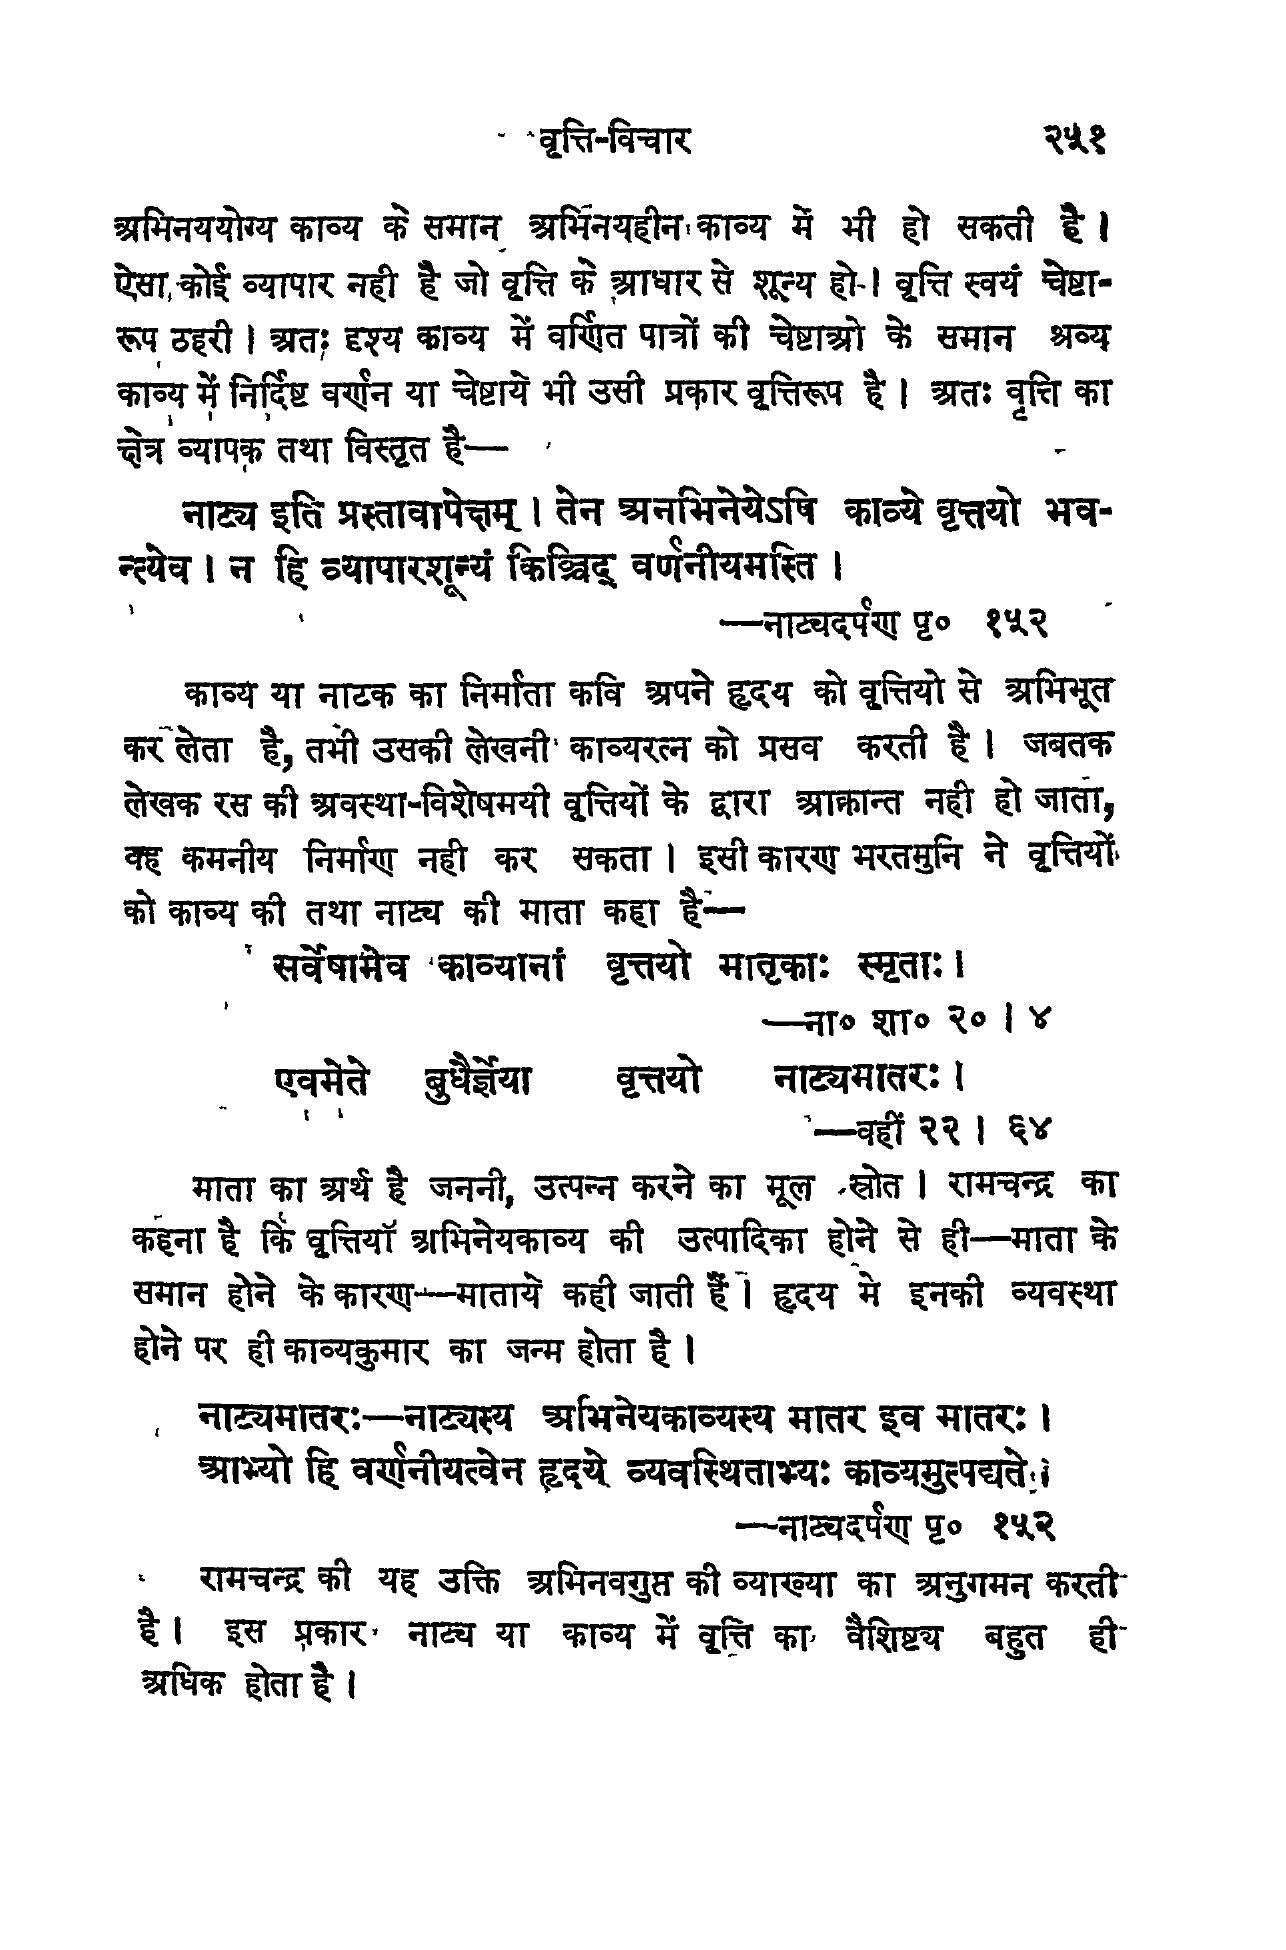 वृत्ति-विचार २५१
अभिनययोग्य काव्य के समान अभिनयहीन काव्य में भी हो सकती है।
ऐसा कोई व्यापार नही है जो वृत्ति के आधार से शून्य हो। वृत्ति स्वयं चेष्टा-
रूप ठहरी। अतः दृश्य काव्य में वर्णित पात्रों की चेष्टाओ के समान श्रव्य
काव्य में निर्दिष्ट वर्णन या चेष्टाये भी उसी प्रकार वृत्तिरूप है। अतः वृत्ति का
क्षेत्र व्यापक तथा विस्तृत है—
नाट्य इति प्रस्तावापेक्षम्। तेन अनभिनेयेऽषि काव्ये वृत्तयो भव-
न्त्येव। न हि व्यापारशून्यं किञ्चिद् वर्णनीयमस्ति।
—नाट्यदर्पण पृ० १५२
काव्य या नाटक का निर्माता कवि अपने हृदय को वृत्तियो से अभिभूत
कर लेता है, तभी उसकी लेखनी काव्यरत्न को प्रसव करती है। जबतक
लेखक रस की अवस्था-विशेषमयी वृत्तियों के द्वारा आक्रान्त नही हो जाता,
वह कमनीय निर्माण नही कर सकता। इसी कारण भरतमुनि ने वृत्तियों
को काव्य की तथा नाट्य की माता कहा है—
सर्वेषामेव काव्यानां वृत्तयो मातृकाः स्मृताः।
—ना० शा० २०।४
एवमेते बुधैर्ज्ञेया वृत्तयो नाट्यमातरः।
—वहीं २२। ६४
माता का अर्थ है जननी, उत्पन्न करने का मूल स्रोत। रामचन्द्र का
कहना है कि वृत्तियॉ अभिनेयकाव्य की उत्पादिका होने से ही—माता के
समान होने के कारण—माताये कही जाती हैं। हृदय मे इनकी व्यवस्था
होने पर ही काव्यकुमार का जन्म होता है।
नाट्यमातरः—नाट्यस्य अभिनेयकाव्यस्य मातर इव मातरः।
आभ्यो हि वर्णनीयत्वेन हृदये व्यवस्थिताभ्यः काव्यमुत्पद्यते।
—नाट्यदर्पण पृ० १५२
रामचन्द्र की यह उक्ति अभिनवगुप्त की व्याख्या का अनुगमन करती
है। इस प्रकार नाट्य या काव्य में वृत्ति का वैशिष्ट्य बहुत ही
अधिक होता है।